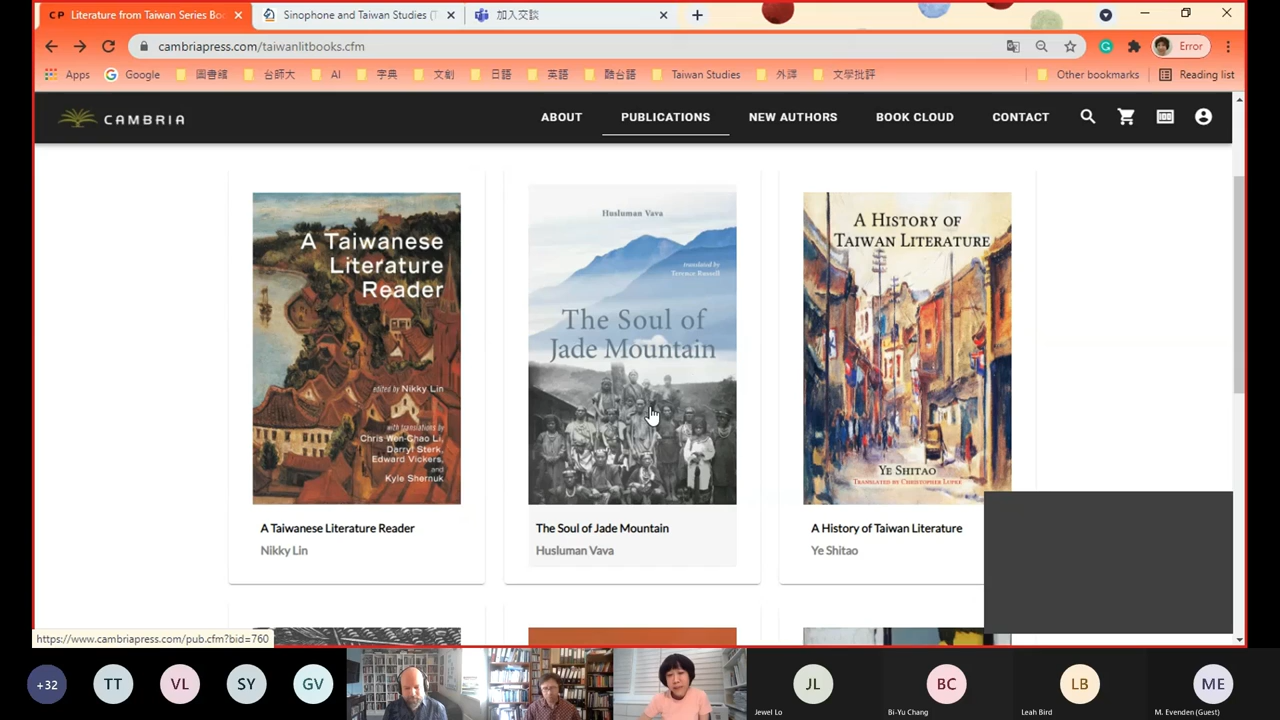 CP Literature from Taiwan Series Boo
Sinophone and Taiwan Studies (T
加入交談
cambriapress.com/taiwanlitbooks.cfm
Error
Apps
Google
圖書館
台師大
AI
字典
文創
日語
英語
酷台語
Taiwan Studies
外譯
文學批評
Other bookmarks
Reading list
CAMBRIA
ABOUT
PUBLICATIONS
NEW AUTHORS
BOOK CLOUD
CONTACT
A Taiwanese
Literature
Reader
edited by Nikky Lin
with translations by
Chris Wen-Chao Li,
Darryl Sterk,
Edward Vickers,
and
Kyle Shernuk
Husluman Vava
translated by
Terence Russell
The Soul of
Jade Mountain
A History of
Taiwan Literature
Ye Shitao
Translated by Christopher Lupke
A Taiwanese Literature Reader
Nikky Lin
The Soul of Jade Mountain
Husluman Vava
A History of Taiwan Literature
Ye Shitao
https://www.cambriapress.com/pub.cfm?bid=760
+32
TT
VL
SY
GV
JL
Jewel Lo
BC
Bi-Yu Chang
LB
Leah Bird
ME
M. Evenden (Guest)